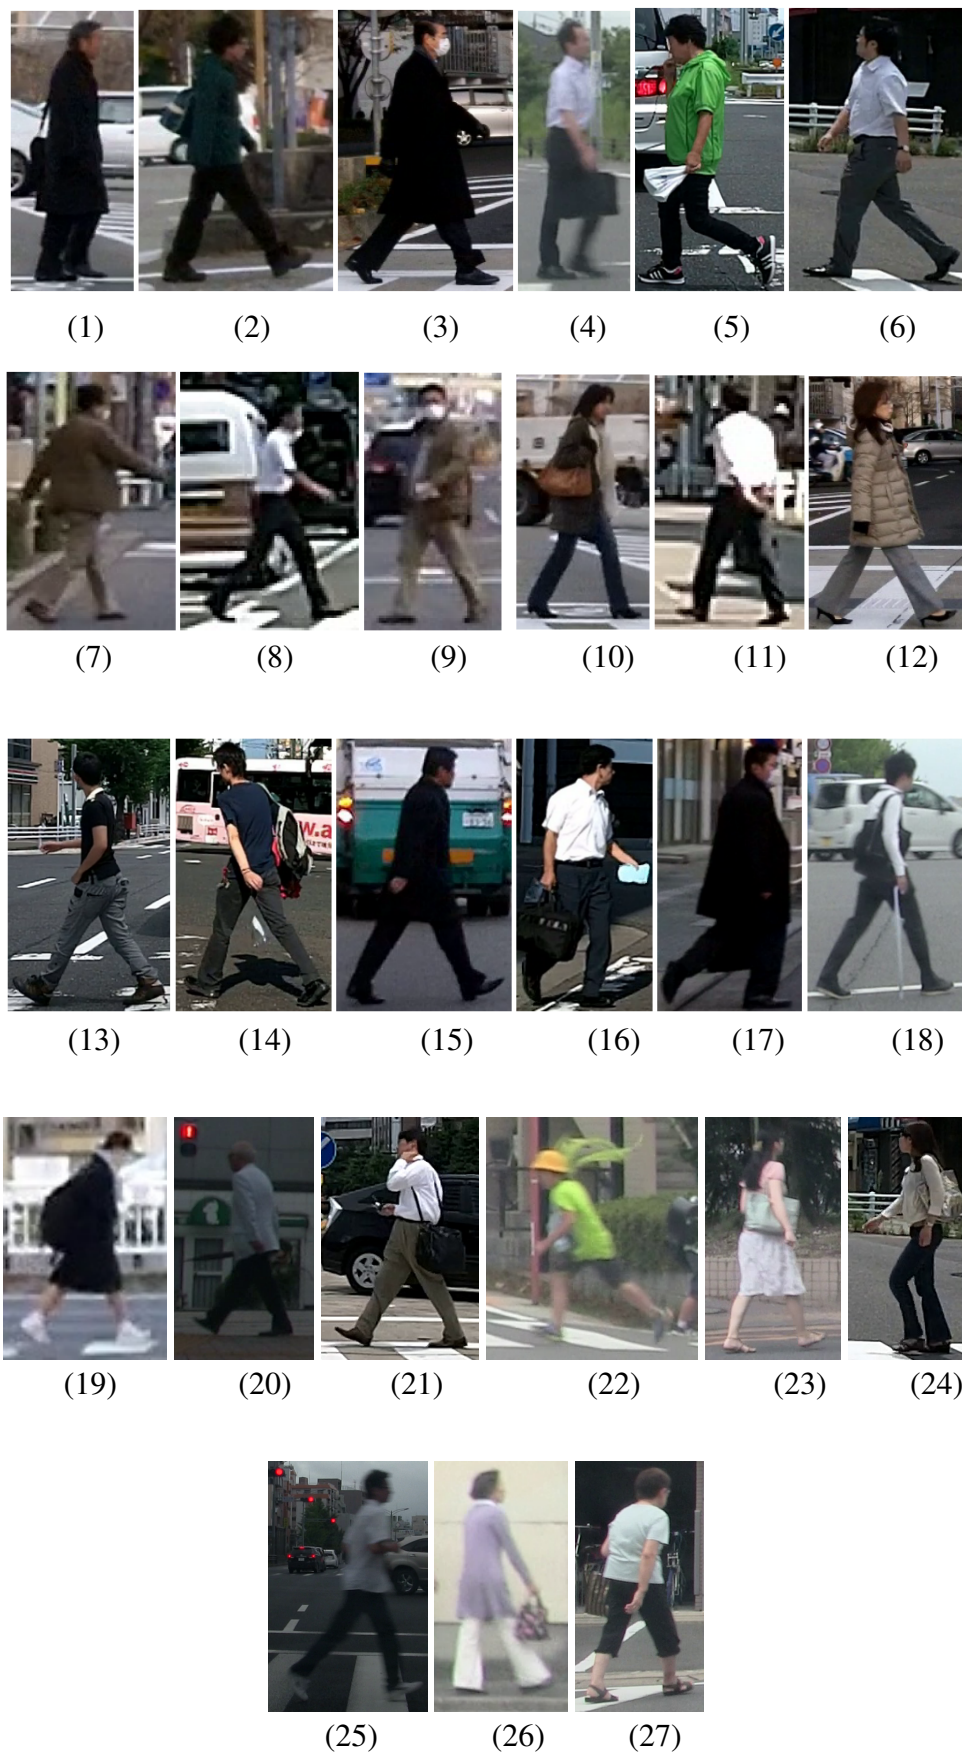 (1) (2) (3) (4) (5) (6)
(7) (8) (9) (10) (11) (12)
w.a
(13) (14) (15) (16) (17) (18)
(19) (20) (21) (22) (23) (24)
(25) (26) (27)